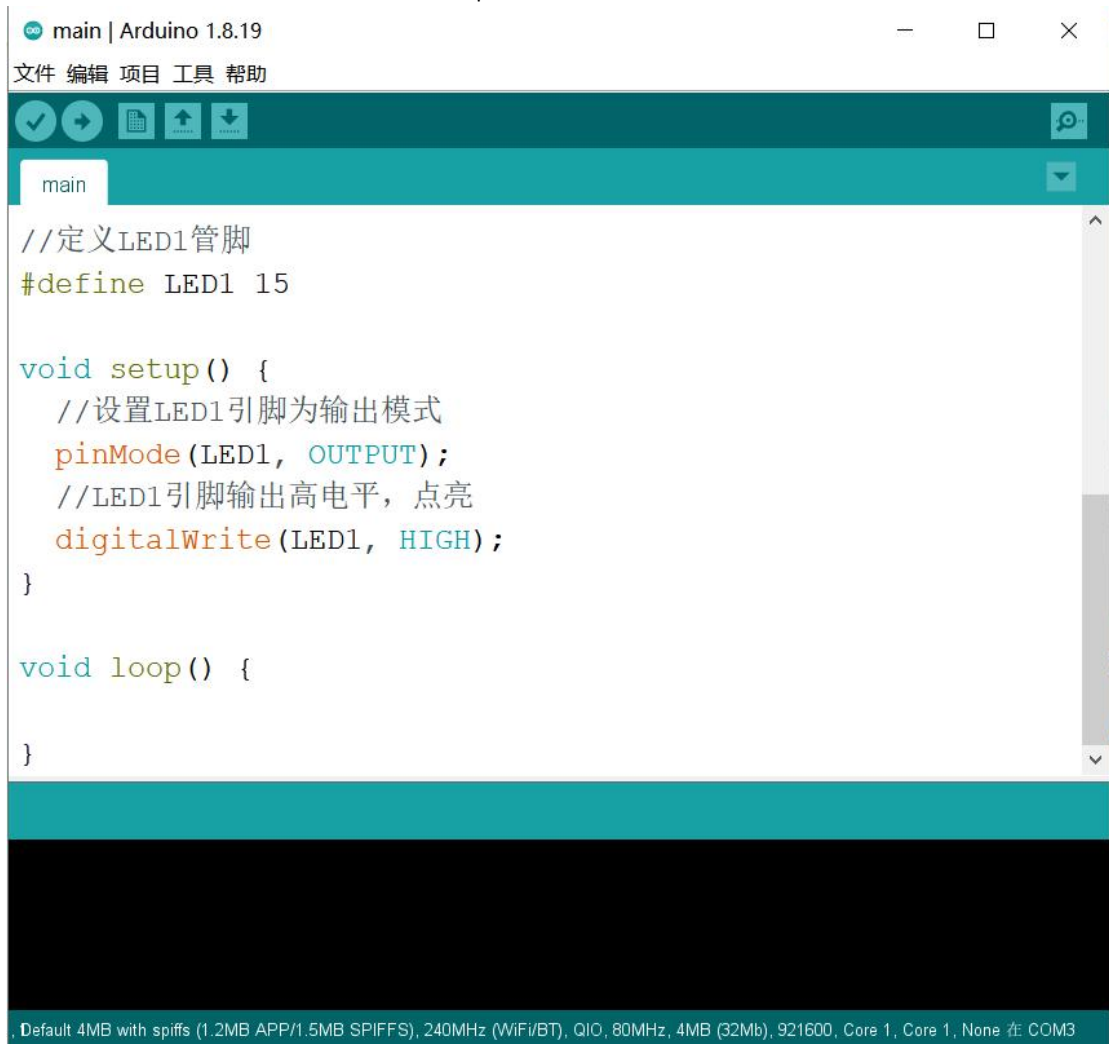 main | Arduino 1.8.19
文件 编辑 项目 工具 帮助
main
//定义LED1管脚
#define LED1 15
void setup() {
//设置LED1引脚为输出模式
pinMode(LED1, OUTPUT);
//LED1引脚输出高电平，点亮
digitalWrite(LED1, HIGH);
}
void loop() {
}
, Default 4MB with spiffs (1.2MB APP/1.5MB SPIFFS), 240MHz (WiFi/BT), QIO, 80MHz, 4MB (32Mb), 921600, Core 1, Core 1, None 在 COM3